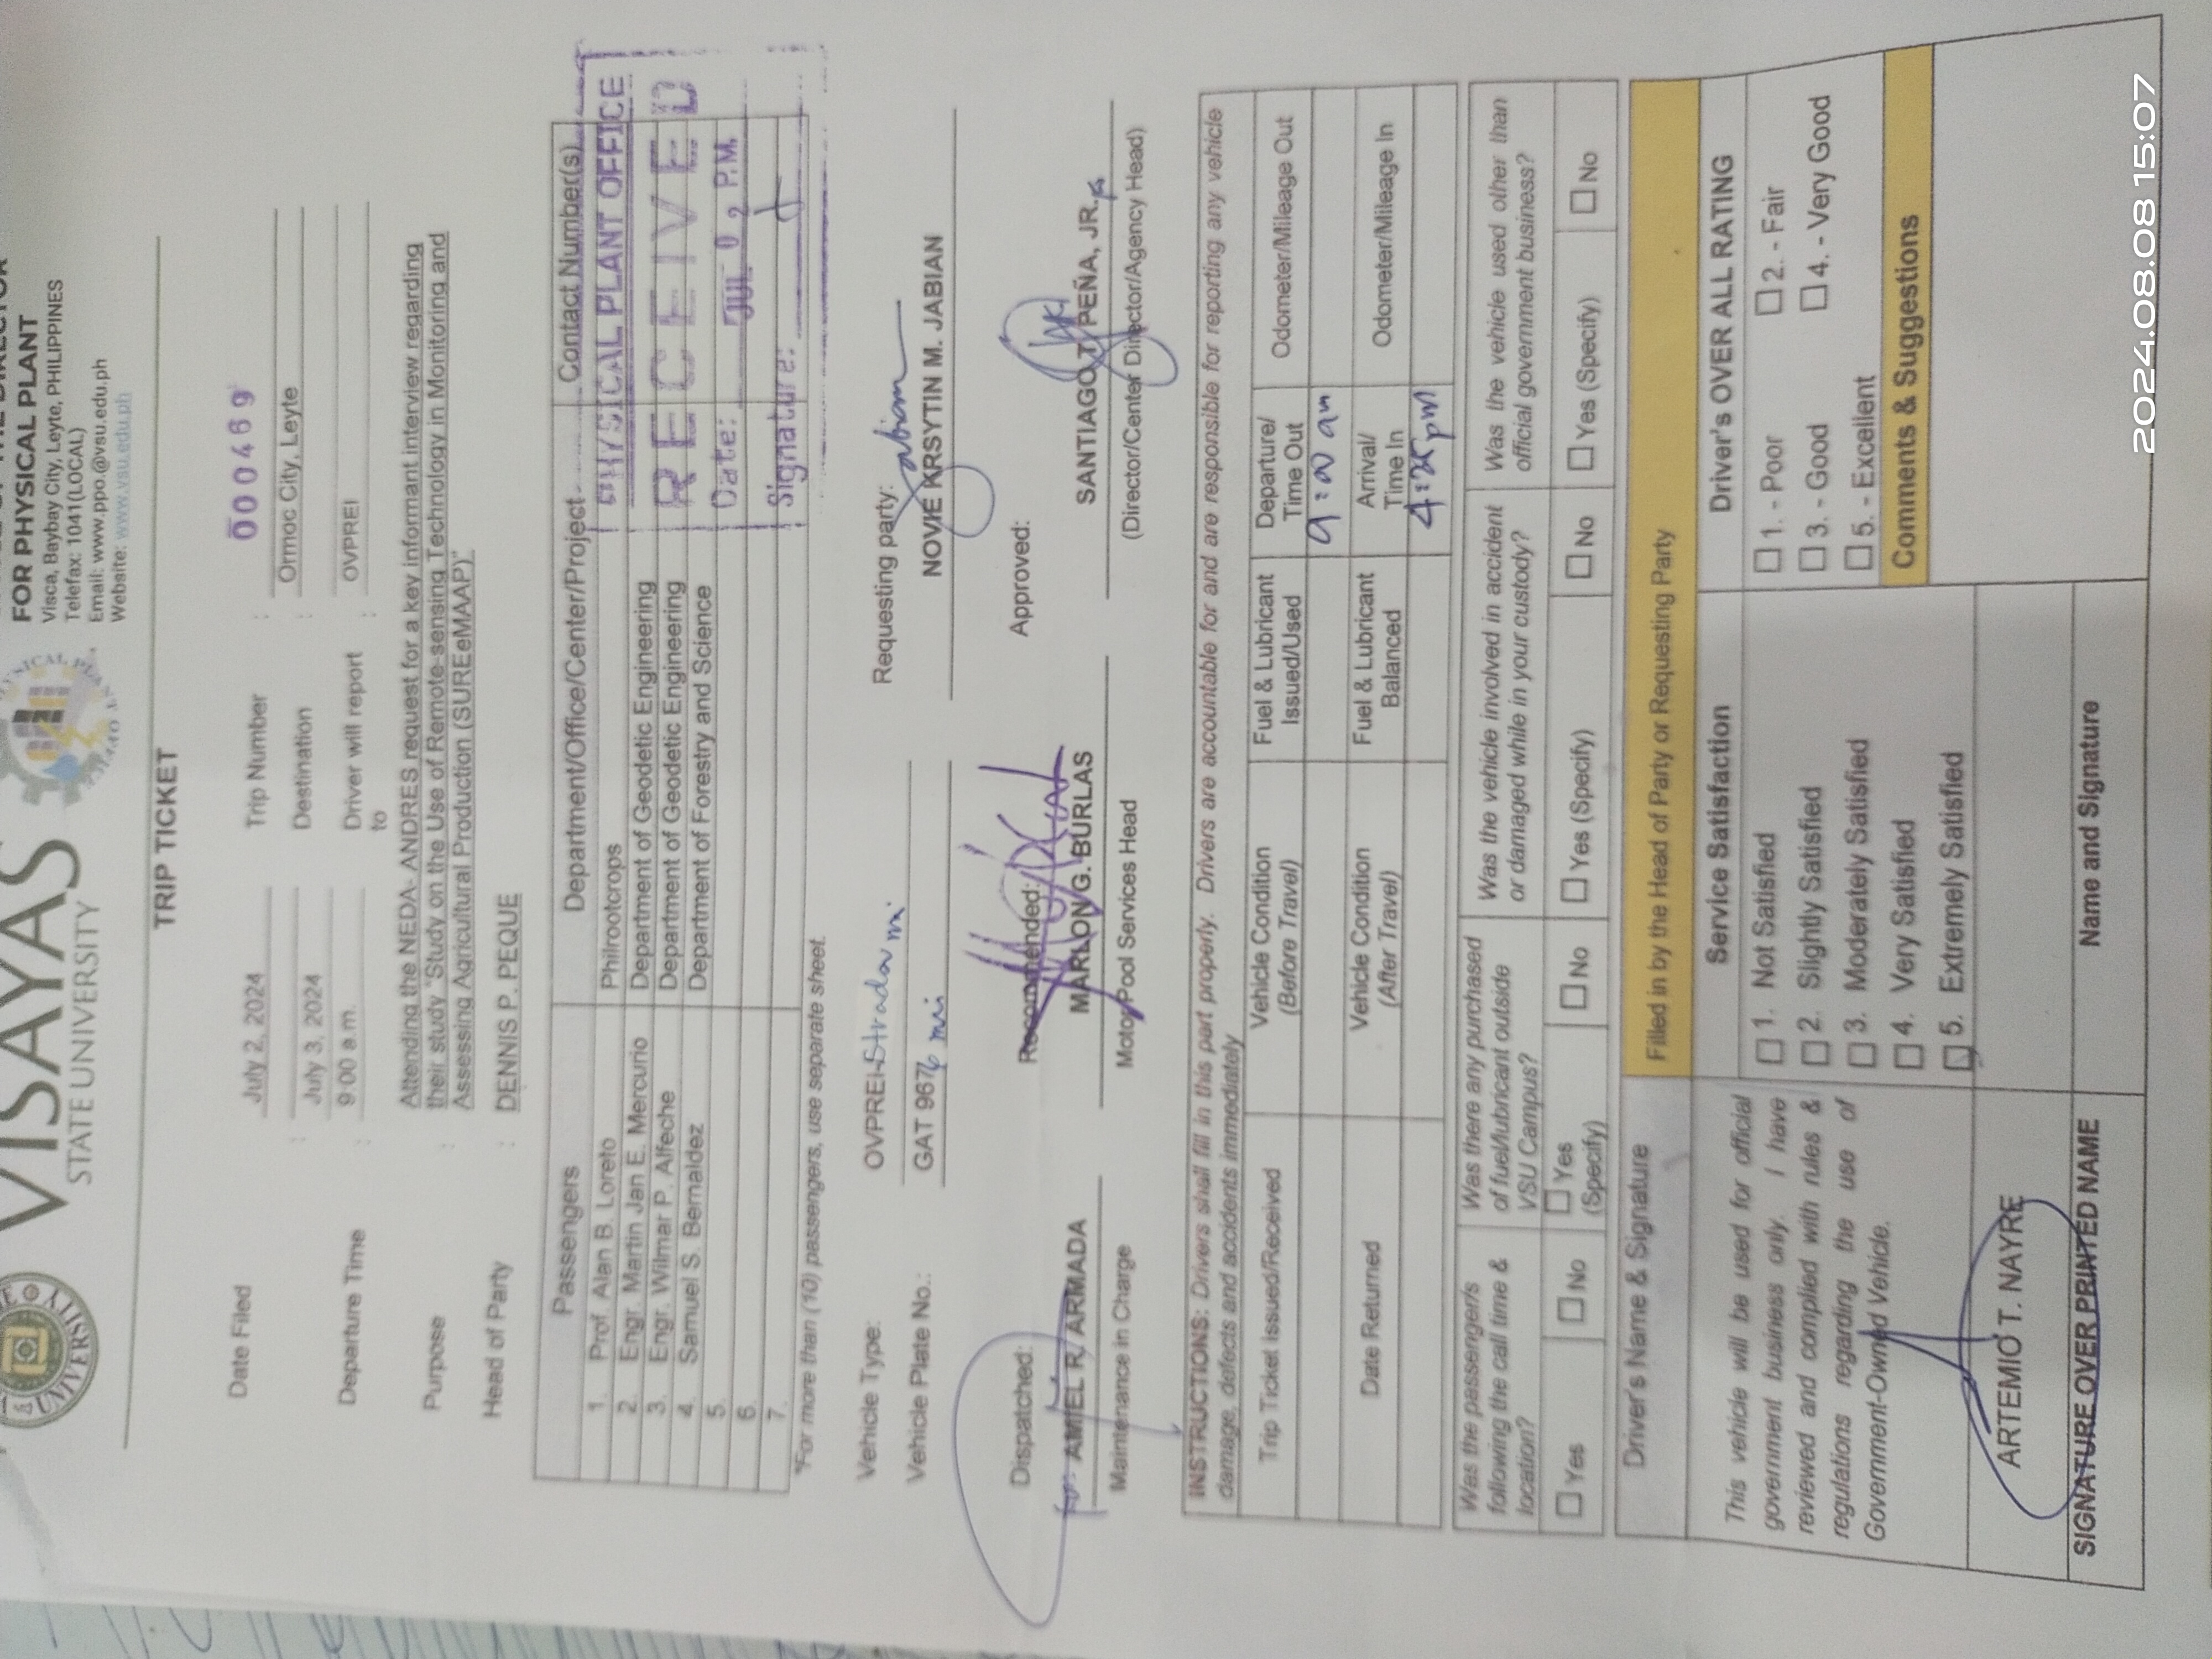 VISAYAS
STATE UNIVERSITY
FOR PHYSICAL PLANT
Visca, Baybay City, Leyte, PHILIPPINES
Telefax: 1041(LOCAL)
Email: www.ppo.@vsu.edu.ph
Website: www.vsu.edu.ph
TRIP TICKET
Date Filed : July 2, 2024 Trip Number : 000469
July 3, 2024 Destination : Ormoc City, Leyte
Departure Time : 9:00 a.m. Driver will report to : OVPREI
Purpose : Attending the NEDA- ANDRES request for a key informant interview regarding
their study "Study on the Use of Remote-sensing Technology in Monitoring and
Assessing Agricultural Production (SUREeMAAP)"
Head of Party : DENNIS P. PEQUE
Passengers Department/Office/Center/Project Contact Number(s)
1. Prof. Alan B. Loreto Philrootcrops
2. Engr. Martin Jan E. Mercurio Department of Geodetic Engineering
3. Engr. Wilmar P. Alfeche Department of Geodetic Engineering
4. Samuel S. Bernaldez Department of Forestry and Science
5.
6.
7.
PHYSICAL PLANT OFFICE
RECEIVED
Date: JUL 02 P.M.
Signature:
*For more than (10) passengers, use separate sheet.
Vehicle Type: OVPREI-Strada Requesting party:
Vehicle Plate No.: GAT 967 NOVIE KRSYTIN M. JABIAN
Dispatched: Recommended: Approved:
for: AMIEL R. ARMADA MARLON G. BURLAS SANTIAGO T. PEÑA, JR.
Maintenance in Charge Motor Pool Services Head (Director/Center Director/Agency Head)
INSTRUCTIONS: Drivers shall fill in this part properly. Drivers are accountable for and are responsible for reporting any vehicle
damage, defects and accidents immediately
Trip Ticket Issued/Received Vehicle Condition (Before Travel) Fuel & Lubricant Issued/Used Departure/ Time Out Odometer/Mileage Out
9:00 am
Date Returned Vehicle Condition (After Travel) Fuel & Lubricant Balanced Arrival/ Time In Odometer/Mileage In
4:25 pm
Was the passenger/s following the call time & location? Was there any purchased of fuel/lubricant outside VSU Campus? Was the vehicle involved in accident or damaged while in your custody? Was the vehicle used other than official government business?
☐ Yes ☐ No ☐ Yes (Specify) ☐ No ☐ Yes (Specify) ☐ No ☐ Yes (Specify) ☐ No
Driver's Name & Signature Filled in by the Head of Party or Requesting Party
This vehicle will be used for official
government business only. I have
reviewed and complied with rules &
regulations regarding the use of
Government-Owned Vehicle.
ARTEMIO T. NAYRE
SIGNATURE OVER PRINTED NAME
Service Satisfaction
☐ 1. Not Satisfied
☐ 2. Slightly Satisfied
☐ 3. Moderately Satisfied
☐ 4. Very Satisfied
☐ 5. Extremely Satisfied
Name and Signature
Driver's OVER ALL RATING
☐ 1. - Poor ☐ 2. - Fair
☐ 3. - Good ☐ 4. - Very Good
☐ 5. - Excellent
Comments & Suggestions
2024.08.08 15:07